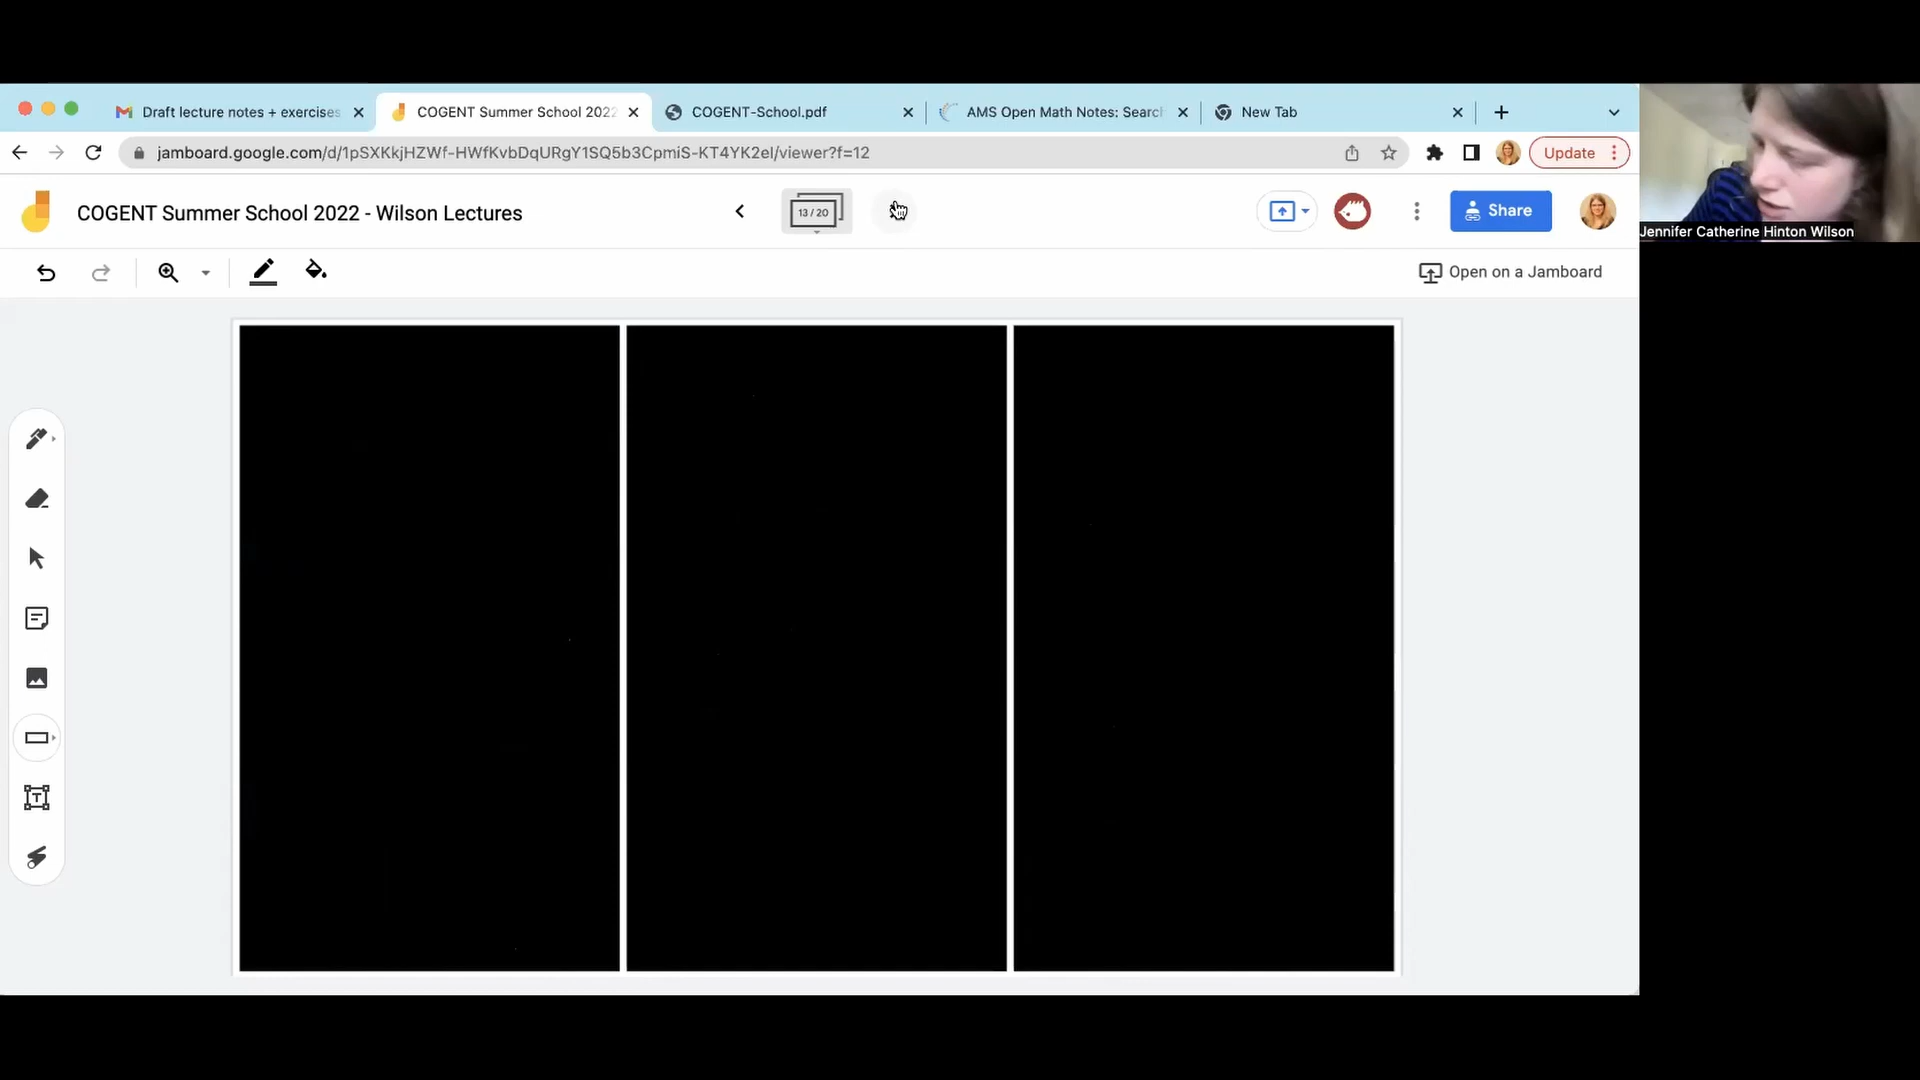 Draft lecture notes + exercises
COGENT Summer School 2022
COGENT-School.pdf
AMS Open Math Notes: Search
New Tab
jamboard.google.com/d/1pSXKkjHZWf-HWfKvbDqURgY1SQ5b3CpmiS-KT4YK2eI/viewer?f=12
Update
COGENT Summer School 2022 - Wilson Lectures
13 / 20
Share
Jennifer Catherine Hinton Wilson
Open on a Jamboard